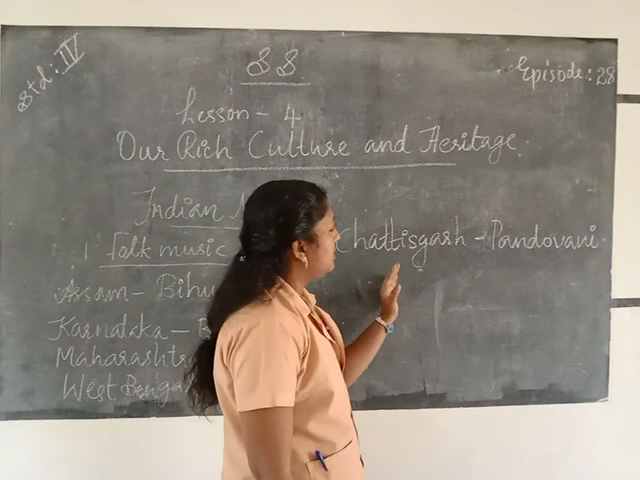 Std: IV
SS
Episode: 28
Lesson - 4
Our Rich Culture and Heritage
Indian
1 Folk music
Chattisgarh - Pandovani
Assam - Bihu
Karnataka -
Maharashtra
West Bengal